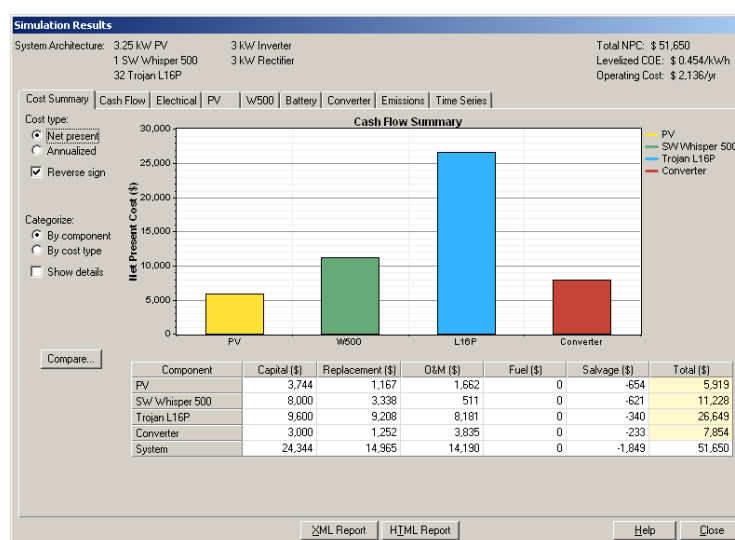 Simulation Results
System Architecture: 3.25 kW PV 3 kW Inverter Total NPC: $ 51,650
1 SW Whisper 500 3 kW Rectifier Levelized COE: $ 0.454/kWh
32 Trojan L16P Operating Cost: $ 2,136/yr
Cost Summary Cash Flow Electrical PV W500 Battery Converter Emissions Time Series
Cost type:
Net present
Annualized
Reverse sign
Categorize:
By component
By cost type
Show details
Compare...
Cash Flow Summary
Net Present Cost ($)
30,000
25,000
20,000
15,000
10,000
5,000
0
PV W500 L16P Converter
PV
SW Whisper 500
Trojan L16P
Converter
Component Capital ($) Replacement ($) O&M ($) Fuel ($) Salvage ($) Total ($)
PV 3,744 1,167 1,662 0 -654 5,919
SW Whisper 500 8,000 3,338 511 0 -621 11,228
Trojan L16P 9,600 9,208 8,181 0 -340 26,649
Converter 3,000 1,252 3,835 0 -233 7,854
System 24,344 14,965 14,190 0 -1,849 51,650
XML Report HTML Report Help Close